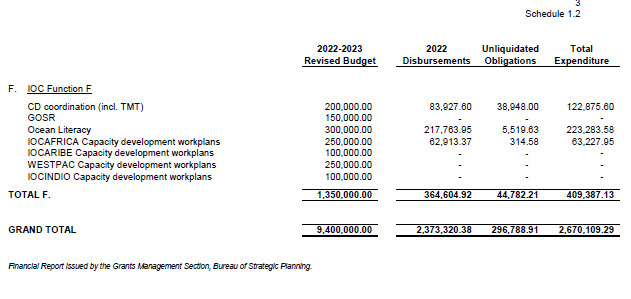 3
Schedule 1.2
2022-2023 2022 Unliquidated Total
Revised Budget Disbursements Obligations Expenditure
F. IOC Function F
CD coordination (incl. TMT) 200,000.00 83,927.60 38,948.00 122,875.60
GOSR 150,000.00 - - -
Ocean Literacy 300,000.00 217,763.95 5,519.63 223,283.58
IOCAFRICA Capacity development workplans 250,000.00 62,913.37 314.58 63,227.95
IOCARIBE Capacity development workplans 100,000.00 - - -
WESTPAC Capacity development workplans 250,000.00 - - -
IOCINDIO Capacity development workplans 100,000.00 - - -
TOTAL F. 1,350,000.00 364,604.92 44,782.21 409,387.13
GRAND TOTAL 9,400,000.00 2,373,320.38 296,788.91 2,670,109.29
Financial Report issued by the Grants Management Section, Bureau of Strategic Planning.